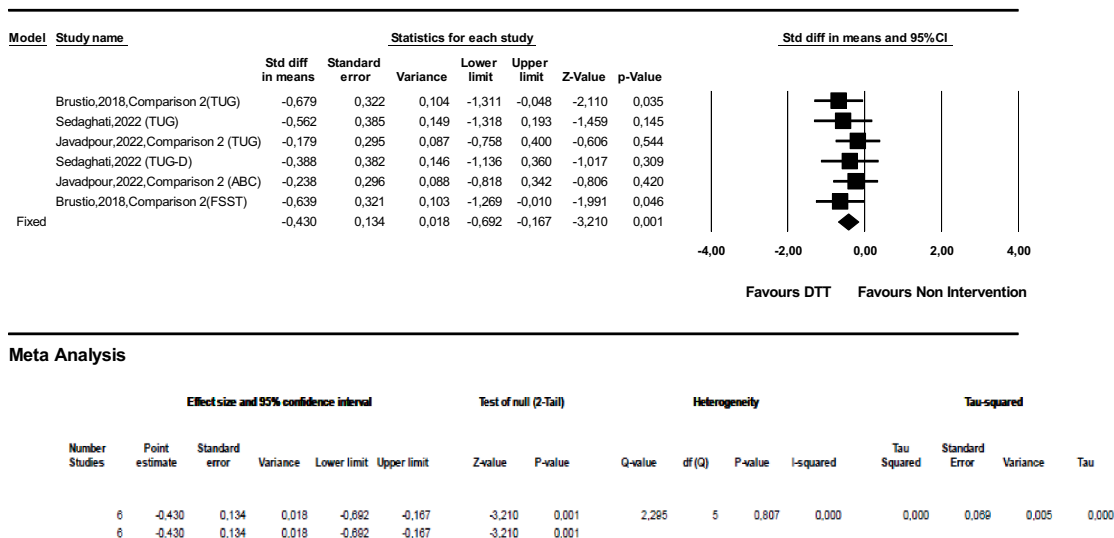 Model Study name Statistics for each study Std diff in means and 95%CI
Std diff in means Standard error Variance Lower limit Upper limit Z-Value p-Value
Brustio,2018,Comparison 2(TUG) -0,679 0,322 0,104 -1,311 -0,048 -2,110 0,035
Sedaghati,2022 (TUG) -0,562 0,385 0,149 -1,318 0,193 -1,459 0,145
Javadpour,2022,Comparison 2 (TUG) -0,179 0,295 0,087 -0,758 0,400 -0,606 0,544
Sedaghati,2022 (TUG-D) -0,388 0,382 0,146 -1,136 0,360 -1,017 0,309
Javadpour,2022,Comparison 2 (ABC) -0,238 0,296 0,088 -0,818 0,342 -0,806 0,420
Brustio,2018,Comparison 2(FSST) -0,639 0,321 0,103 -1,269 -0,010 -1,991 0,046
Fixed -0,430 0,134 0,018 -0,692 -0,167 -3,210 0,001
-4,00 -2,00 0,00 2,00 4,00
Favours DTT Favours Non Intervention
Meta Analysis
Effect size and 95% confidence interval Test of null (2-Tail) Heterogeneity Tau-squared
Number Studies Point estimate Standard error Variance Lower limit Upper limit Z-value P-value Q-value df (Q) P-value I-squared Tau Squared Standard Error Variance Tau
6 -0,430 0,134 0,018 -0,692 -0,167 -3,210 0,001 2,295 5 0,807 0,000 0,000 0,069 0,005 0,000
6 -0,430 0,134 0,018 -0,692 -0,167 -3,210 0,001